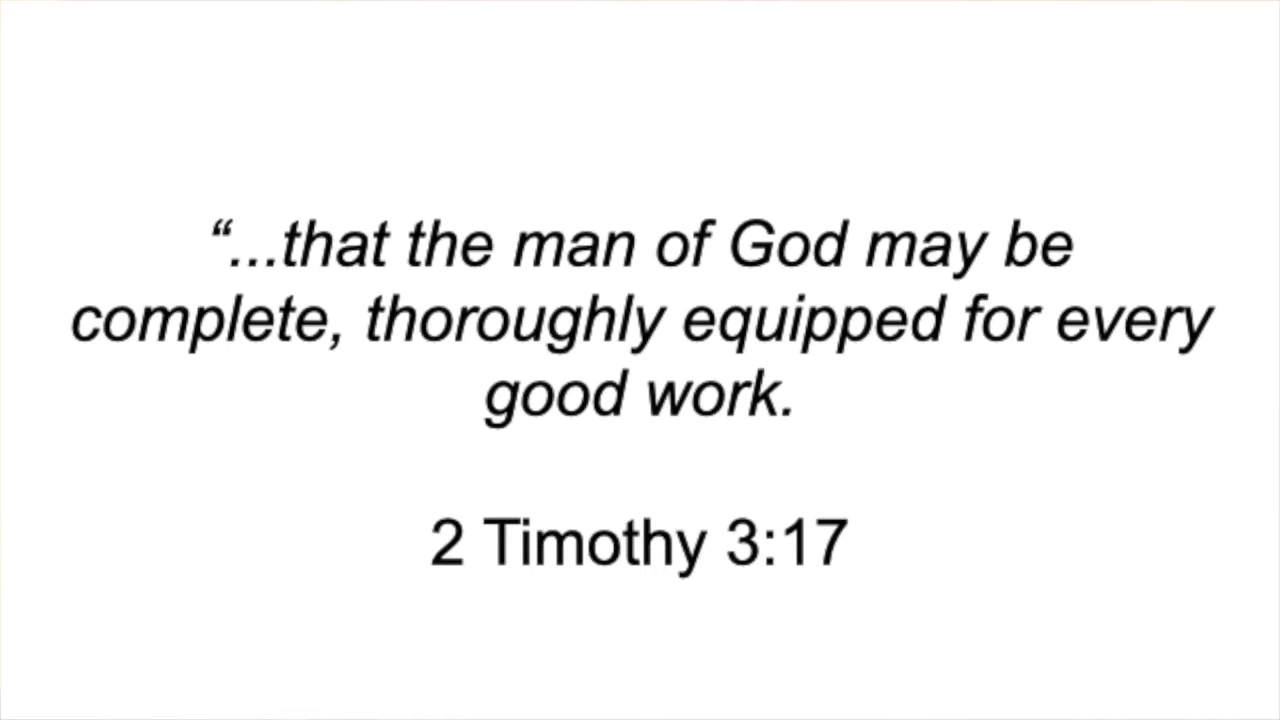 “...that the man of God may be
complete, thoroughly equipped for every
good work.
2 Timothy 3:17